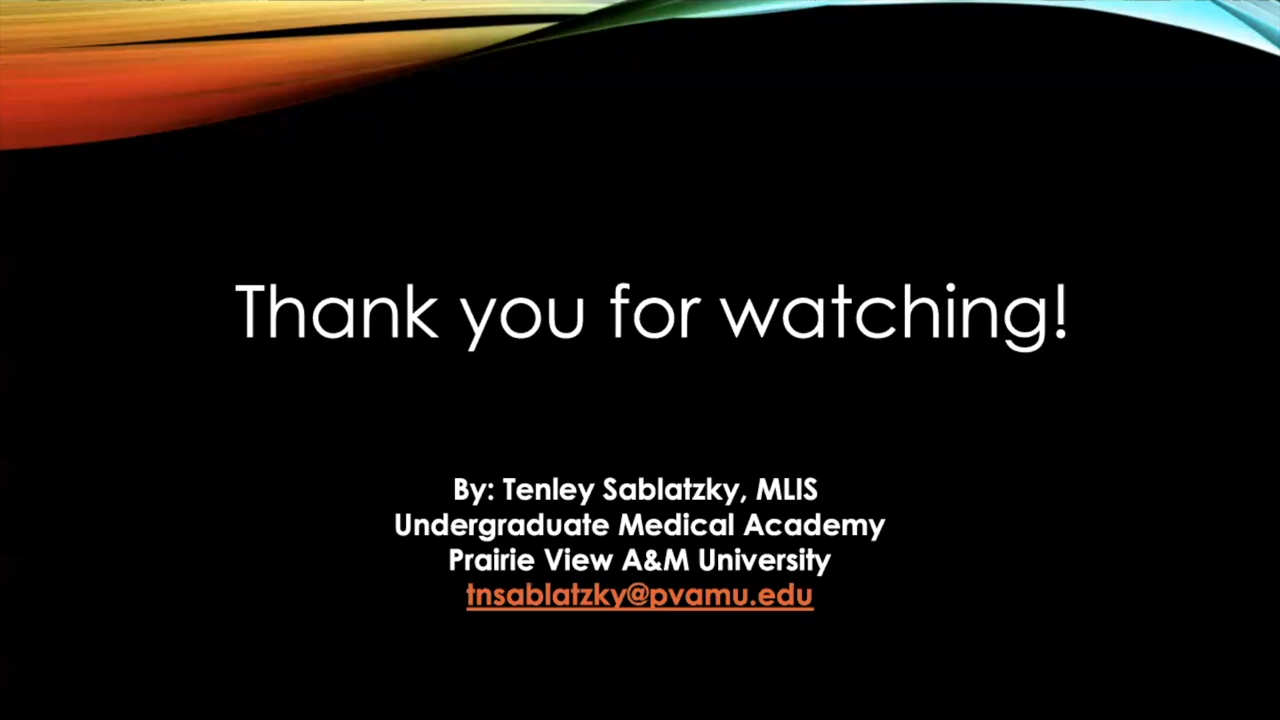 Thank you for watching!
By: Tenley Sablatzky, MLIS
Undergraduate Medical Academy
Prairie View A&M University
tnsablatzky@pvamu.edu